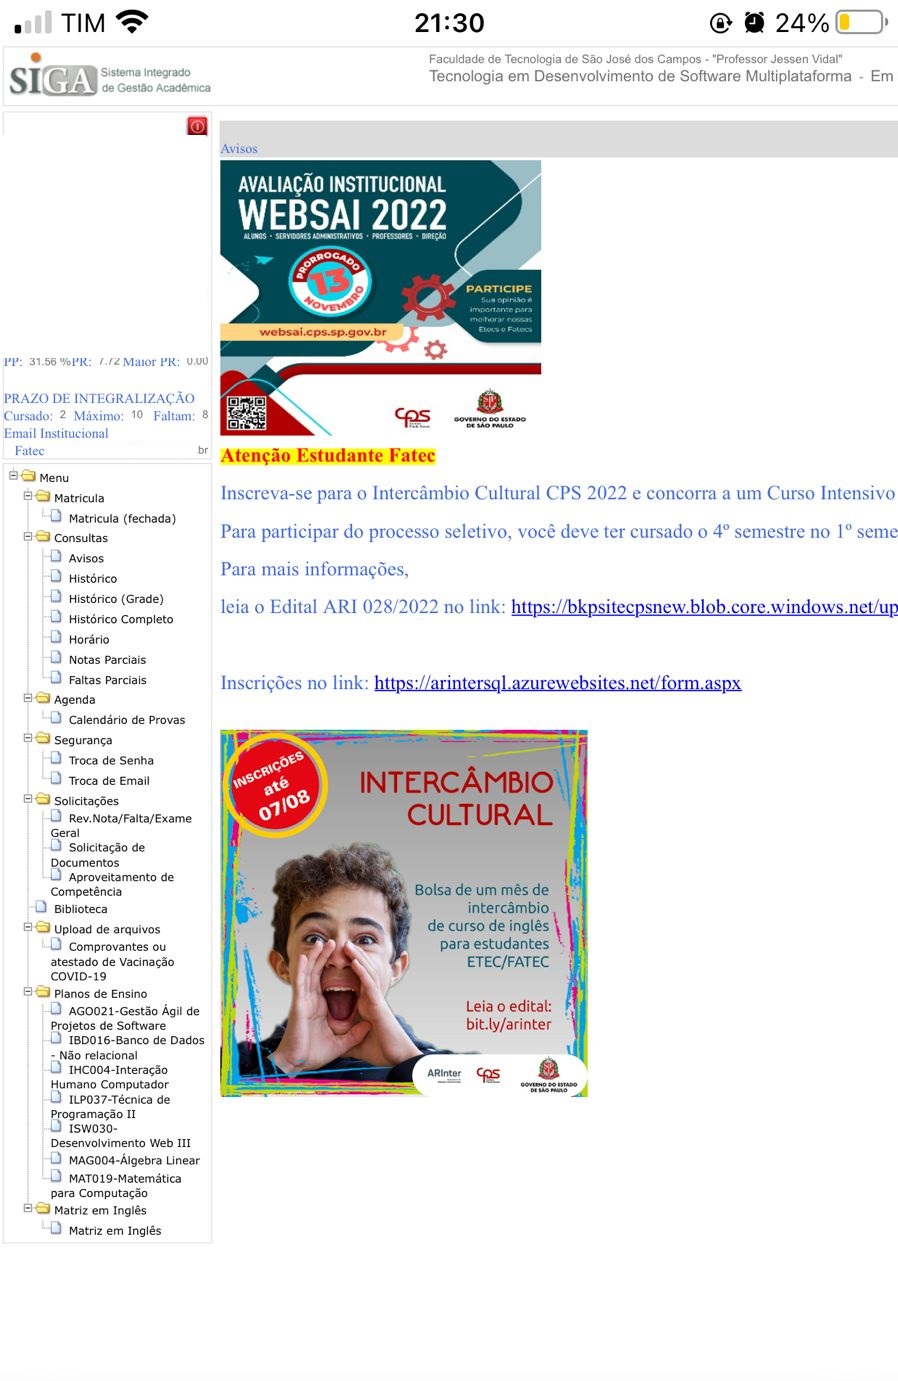 TIM
21:30
24%
SIGA Sistema Integrado
de Gestão Acadêmica
Faculdade de Tecnologia de São José dos Campos - "Professor Jessen Vidal"
Tecnologia em Desenvolvimento de Software Multiplataforma - Em
PP: 31.56 %PR: 7.72 Maior PR: 0.00
PRAZO DE INTEGRALIZAÇÃO
Cursado: 2 Máximo: 10 Faltam: 8
Email Institucional
Fatec br
Menu
Matricula
Matricula (fechada)
Consultas
Avisos
Histórico
Histórico (Grade)
Histórico Completo
Horário
Notas Parciais
Faltas Parciais
Agenda
Calendário de Provas
Segurança
Troca de Senha
Troca de Email
Solicitações
Rev.Nota/Falta/Exame
Geral
Solicitação de
Documentos
Aproveitamento de
Competência
Biblioteca
Upload de arquivos
Comprovantes ou
atestado de Vacinação
COVID-19
Planos de Ensino
AGO021-Gestão Ágil de
Projetos de Software
IBD016-Banco de Dados
- Não relacional
IHC004-Interação
Humano Computador
ILP037-Técnica de
Programação II
ISW030-
Desenvolvimento Web III
MAG004-Álgebra Linear
MAT019-Matemática
para Computação
Matriz em Inglês
Matriz em Inglês
Avisos
AVALIAÇÃO INSTITUCIONAL
WEBSAI 2022
ALUNOS • SERVIDORES ADMINISTRATIVOS • PROFESSORES • DIREÇÃO
PRORROGADO
13
NOVEMBRO
PARTICIPE
Sua opinião é
importante para
melhorar nossas
Etecs e Fatecs
websai.cps.sp.gov.br
cps
GOVERNO DO ESTADO
DE SÃO PAULO
Atenção Estudante Fatec
Inscreva-se para o Intercâmbio Cultural CPS 2022 e concorra a um Curso Intensivo
Para participar do processo seletivo, você deve ter cursado o 4º semestre no 1º seme
Para mais informações,
leia o Edital ARI 028/2022 no link: https://bkpsitecpsnew.blob.core.windows.net/up
Inscrições no link: https://arintersql.azurewebsites.net/form.aspx
INSCRIÇÕES
até
07/08
INTERCÂMBIO
CULTURAL
Bolsa de um mês de
intercâmbio
de curso de inglês
para estudantes
ETEC/FATEC
Leia o edital:
bit.ly/arinter
ARInter
cps
GOVERNO DO ESTADO
DE SÃO PAULO